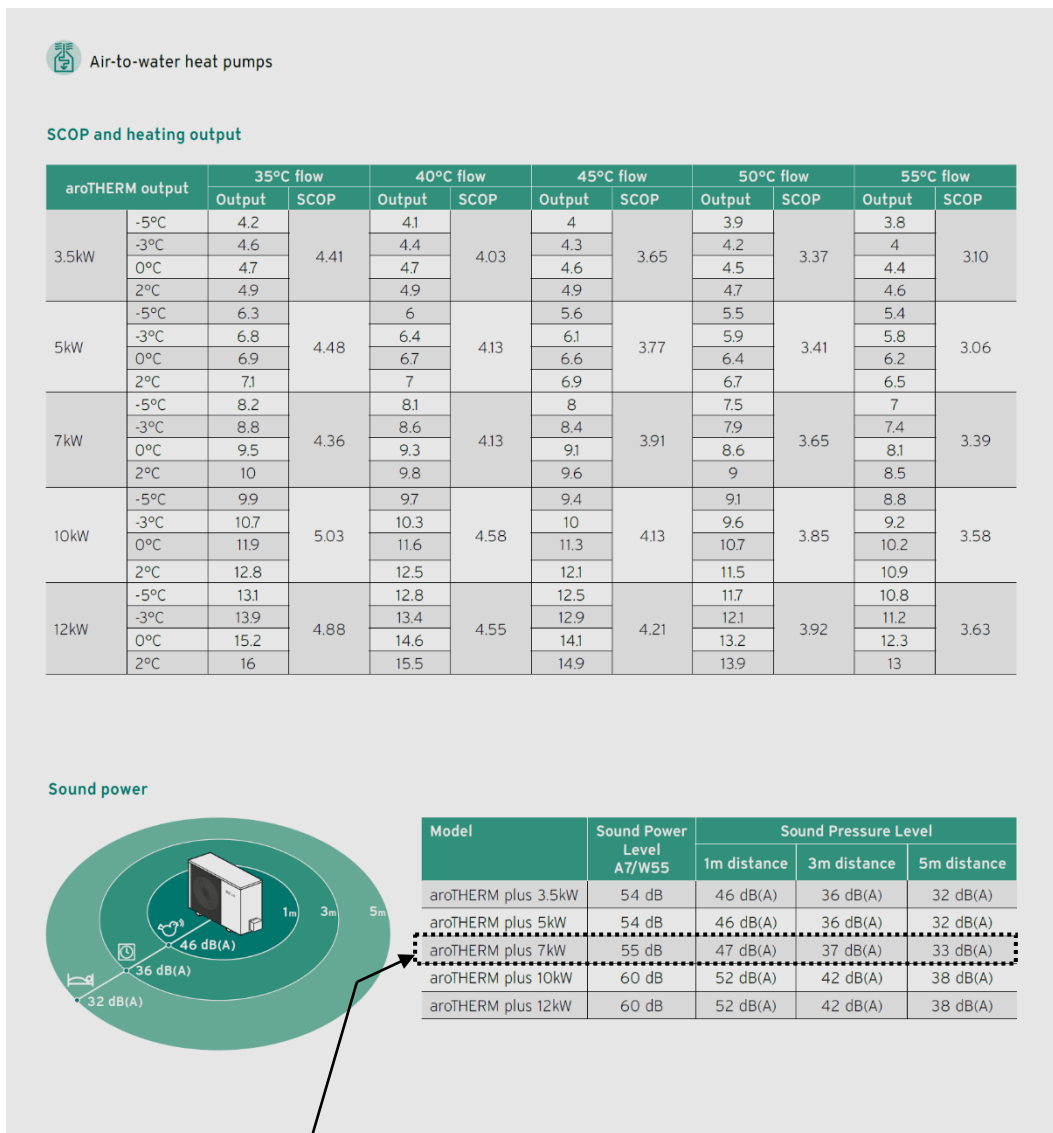 Air-to-water heat pumps
SCOP and heating output
aroTHERM output 35°C flow 40°C flow 45°C flow 50°C flow 55°C flow
Output SCOP Output SCOP Output SCOP Output SCOP Output SCOP
3.5kW 4.41 4.03 3.65 3.37 3.10
-5°C 4.2 4.1 4 3.9 3.8
-3°C 4.6 4.4 4.3 4.2 4
0°C 4.7 4.7 4.6 4.5 4.4
2°C 4.9 4.9 4.9 4.7 4.6
5kW 4.48 4.13 3.77 3.41 3.06
-5°C 6.3 6 5.6 5.5 5.4
-3°C 6.8 6.4 6.1 5.9 5.8
0°C 6.9 6.7 6.6 6.4 6.2
2°C 7.1 7 6.9 6.7 6.5
7kW 4.36 4.13 3.91 3.65 3.39
-5°C 8.2 8.1 8 7.5 7
-3°C 8.8 8.6 8.4 7.9 7.4
0°C 9.5 9.3 9.1 8.6 8.1
2°C 10 9.8 9.6 9 8.5
10kW 5.03 4.58 4.13 3.85 3.58
-5°C 9.9 9.7 9.4 9.1 8.8
-3°C 10.7 10.3 10 9.6 9.2
0°C 11.9 11.6 11.3 10.7 10.2
2°C 12.8 12.5 12.1 11.5 10.9
12kW 4.88 4.55 4.21 3.92 3.63
-5°C 13.1 12.8 12.5 11.7 10.8
-3°C 13.9 13.4 12.9 12.1 11.2
0°C 15.2 14.6 14.1 13.2 12.3
2°C 16 15.5 14.9 13.9 13
Sound power
1m 3m 5m
46 dB(A)
36 dB(A)
32 dB(A)
Model Sound Power Level A7/W55 Sound Pressure Level
1m distance 3m distance 5m distance
aroTHERM plus 3.5kW 54 dB 46 dB(A) 36 dB(A) 32 dB(A)
aroTHERM plus 5kW 54 dB 46 dB(A) 36 dB(A) 32 dB(A)
aroTHERM plus 7kW 55 dB 47 dB(A) 37 dB(A) 33 dB(A)
aroTHERM plus 10kW 60 dB 52 dB(A) 42 dB(A) 38 dB(A)
aroTHERM plus 12kW 60 dB 52 dB(A) 42 dB(A) 38 dB(A)